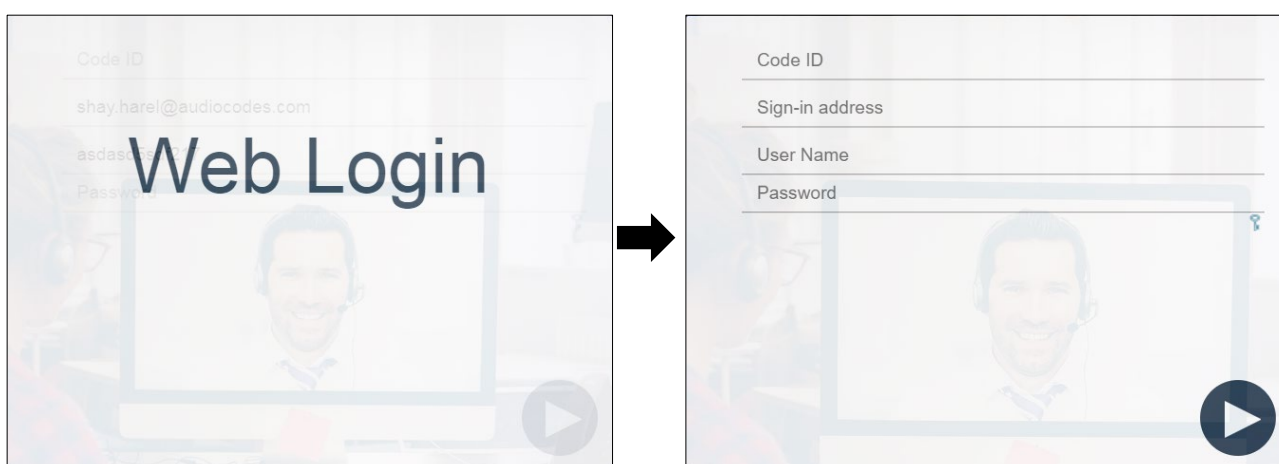 Code ID
shay.harel@audiocodes.com
Web Login
Password
Code ID
Sign-in address
User Name
Password